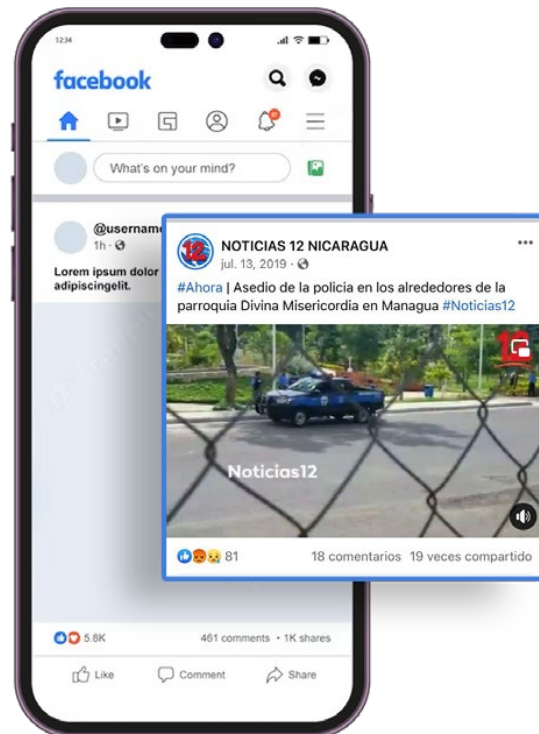 12:34
facebook
What's on your mind?
@username
1h
Lorem ipsum dolor
adipiscingelit.
12
NOTICIAS 12 NICARAGUA
jul. 13, 2019
#Ahora | Asedio de la policia en los alrededores de la
parroquia Divina Misericordia en Managua #Noticias12
12
Noticias12
81 18 comentarios 19 veces compartido
5.8K 461 comments • 1K shares
Like Comment Share